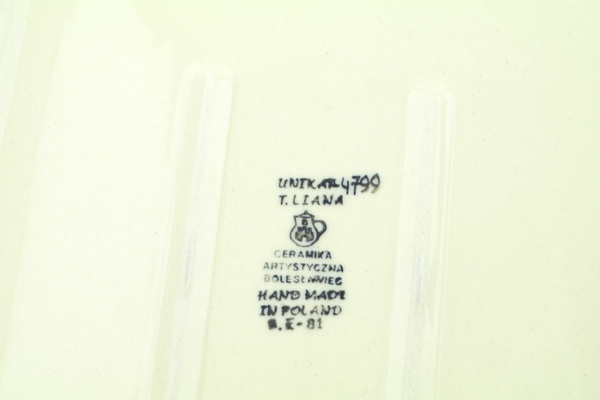 UNIKAT 4799
T. LIANA
B
CERAMIKA
ARTYSTYCZNA
BOLESŁAWIEC
HAND MADE
IN POLAND